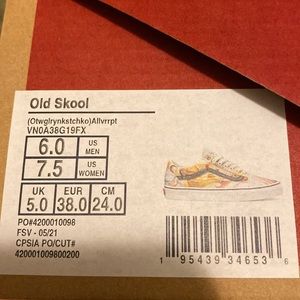 Old Skool
(Otwglrynkstchko)Allvrrpt
VN0A38G19FX
6.0 US MEN
7.5 US WOMEN
UK EUR CM
5.0 38.0 24.0
PO#4200010098
FSV - 05/21
CPSIA PO/CUT#
420001009800200
1 95439 34653 6